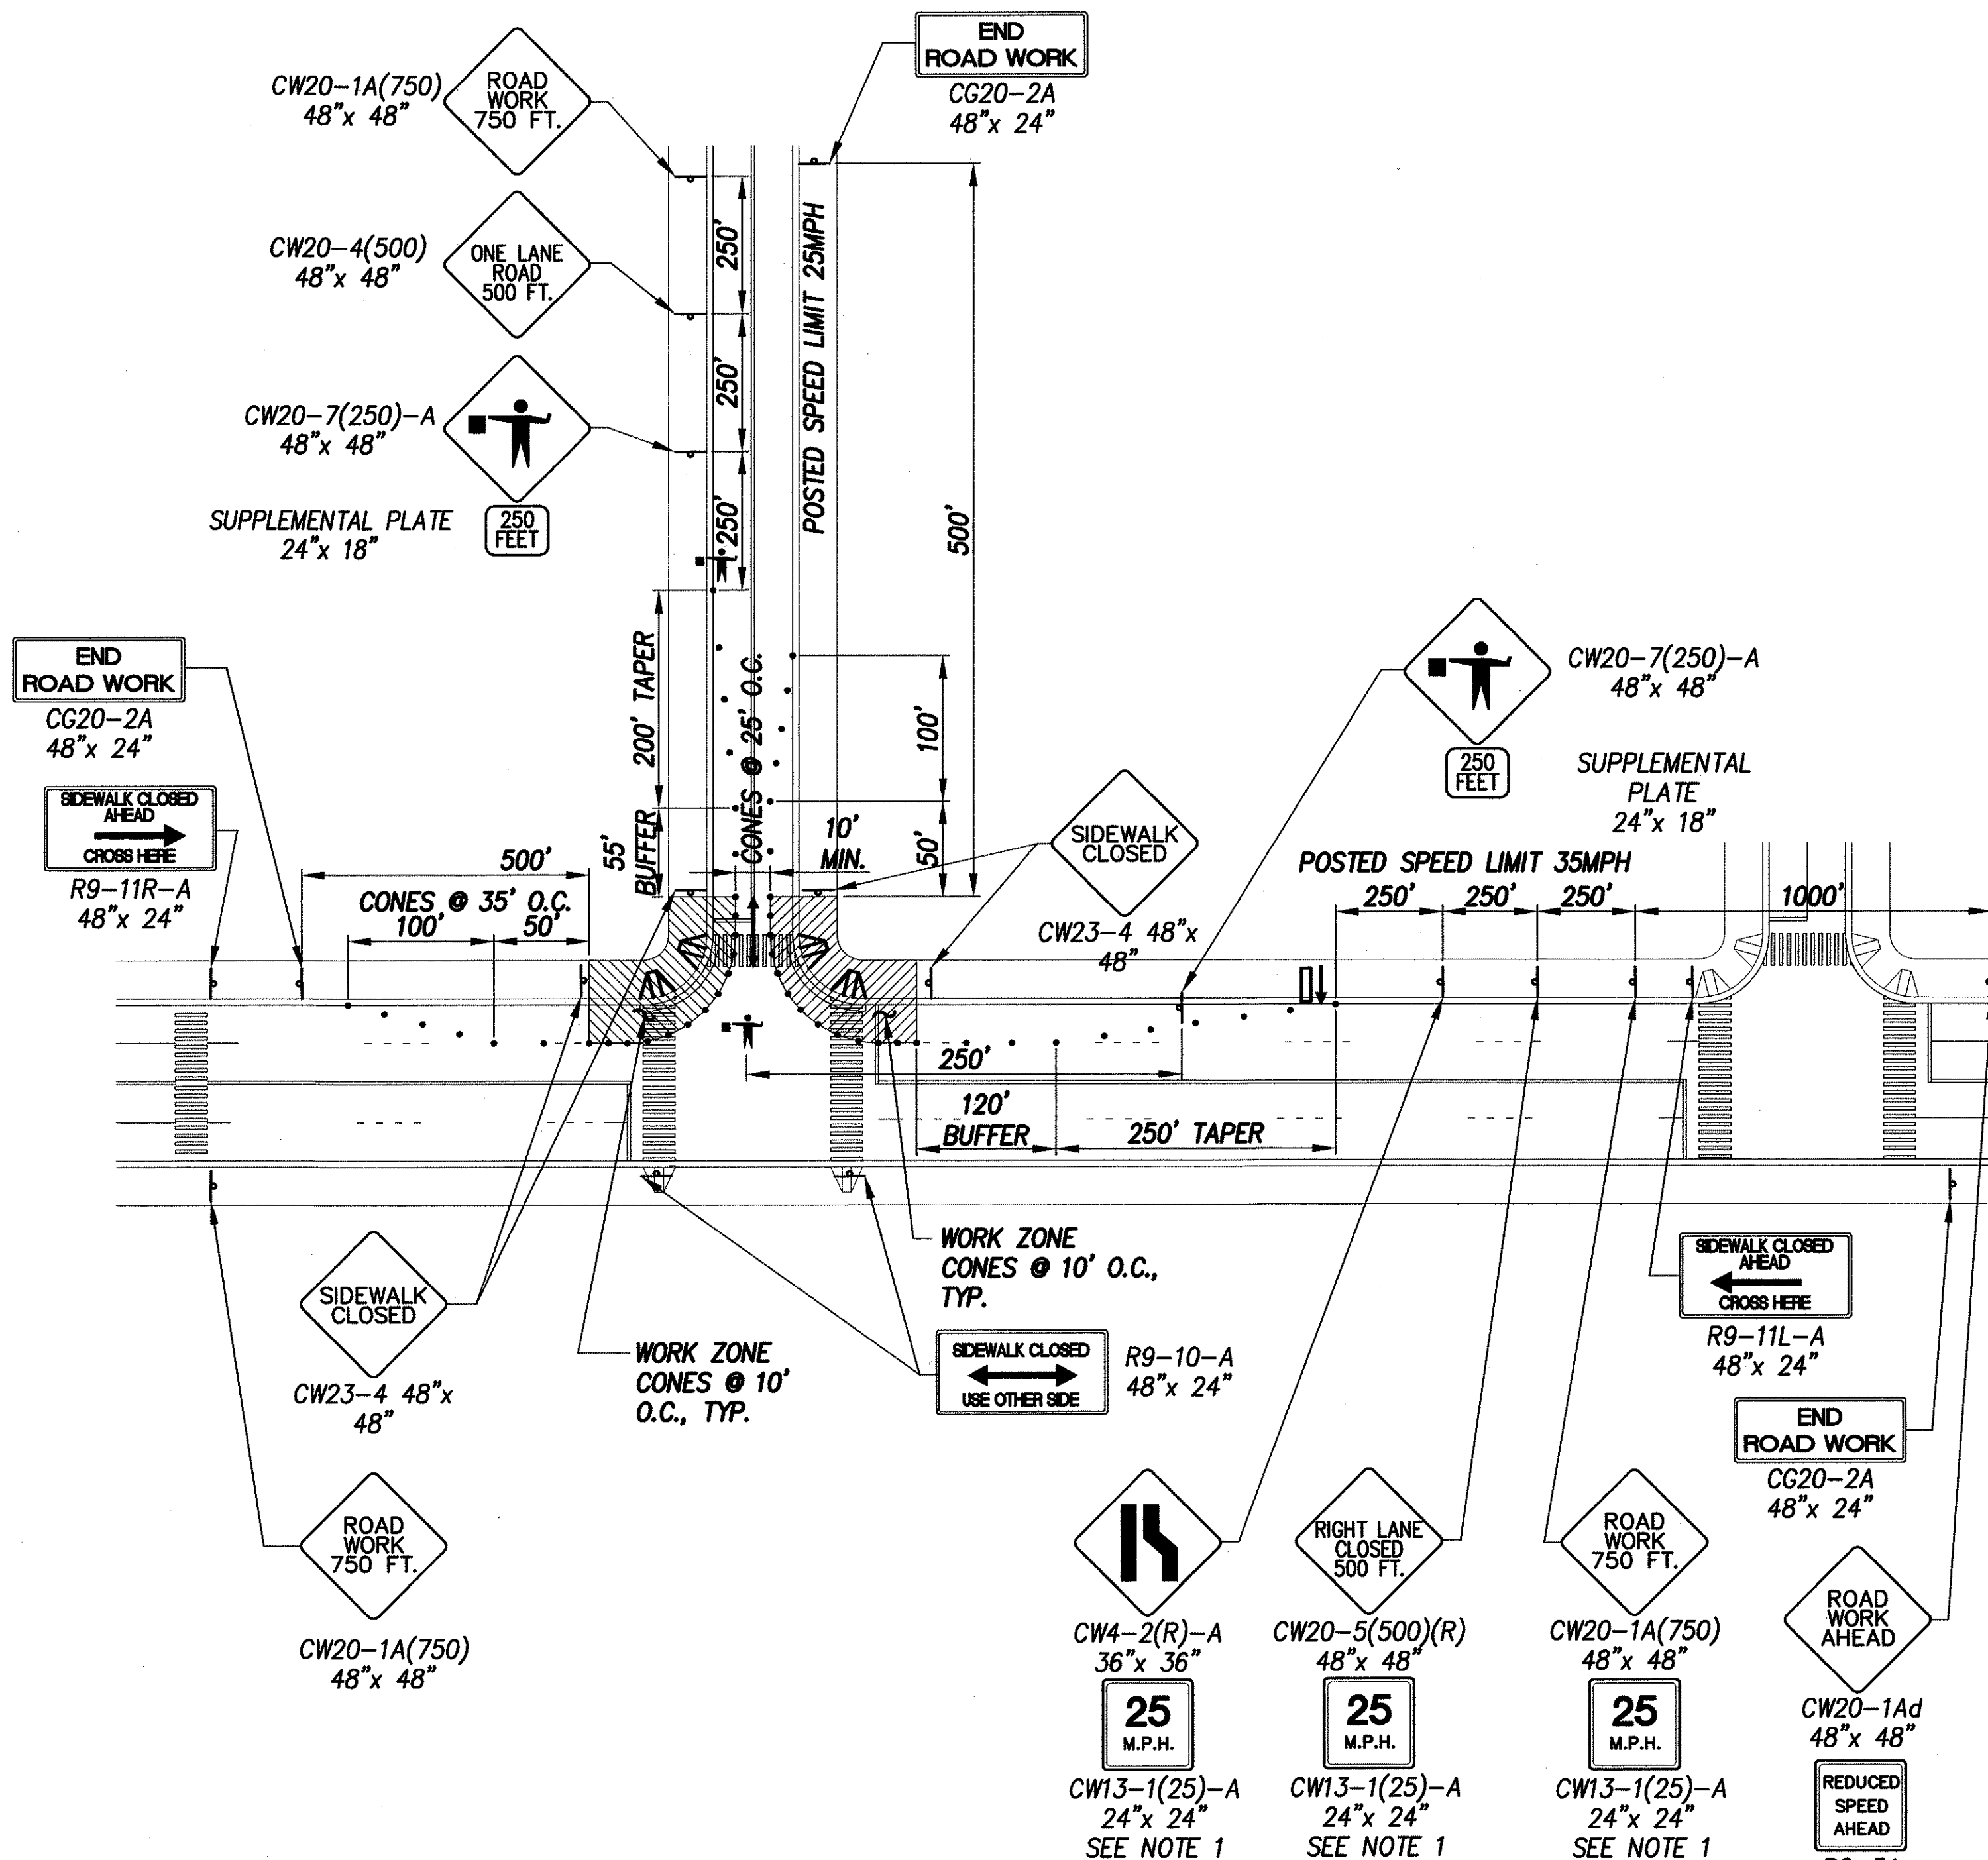 CW20-1A(750)
48"x 48"
ROAD
WORK
750 FT.
END
ROAD WORK
CG20-2A
48"x 24"
CW20-4(500)
48"x 48"
ONE LANE
ROAD
500 FT.
CW20-7(250)-A
48"x 48"
SUPPLEMENTAL PLATE
24"x 18"
250
FEET
250'
250'
250'
POSTED SPEED LIMIT 25MPH
500'
200' TAPER
55'
BUFFER
CONES @ 25' O.C.
100'
50'
10'
MIN.
END
ROAD WORK
CG20-2A
48"x 24"
SIDEWALK CLOSED
AHEAD
CROSS HERE
R9-11R-A
48"x 24"
500'
CONES @ 35' O.C.
100'
50'
SIDEWALK
CLOSED
CW23-4 48"x
48"
CW20-7(250)-A
48"x 48"
250
FEET
SUPPLEMENTAL
PLATE
24"x 18"
POSTED SPEED LIMIT 35MPH
250'
250'
250'
1000'
250'
120'
BUFFER
250' TAPER
SIDEWALK
CLOSED
CW23-4 48"x
48"
WORK ZONE
CONES @ 10'
O.C., TYP.
WORK ZONE
CONES @ 10' O.C.,
TYP.
SIDEWALK CLOSED
USE OTHER SIDE
R9-10-A
48"x 24"
SIDEWALK CLOSED
AHEAD
CROSS HERE
R9-11L-A
48"x 24"
END
ROAD WORK
CG20-2A
48"x 24"
ROAD
WORK
750 FT.
CW20-1A(750)
48"x 48"
CW4-2(R)-A
36"x 36"
25
M.P.H.
CW13-1(25)-A
24"x 24"
SEE NOTE 1
RIGHT LANE
CLOSED
500 FT.
CW20-5(500)(R)
48"x 48"
25
M.P.H.
CW13-1(25)-A
24"x 24"
SEE NOTE 1
ROAD
WORK
750 FT.
CW20-1A(750)
48"x 48"
25
M.P.H.
CW13-1(25)-A
24"x 24"
SEE NOTE 1
ROAD
WORK
AHEAD
CW20-1Ad
48"x 48"
REDUCED
SPEED
AHEAD